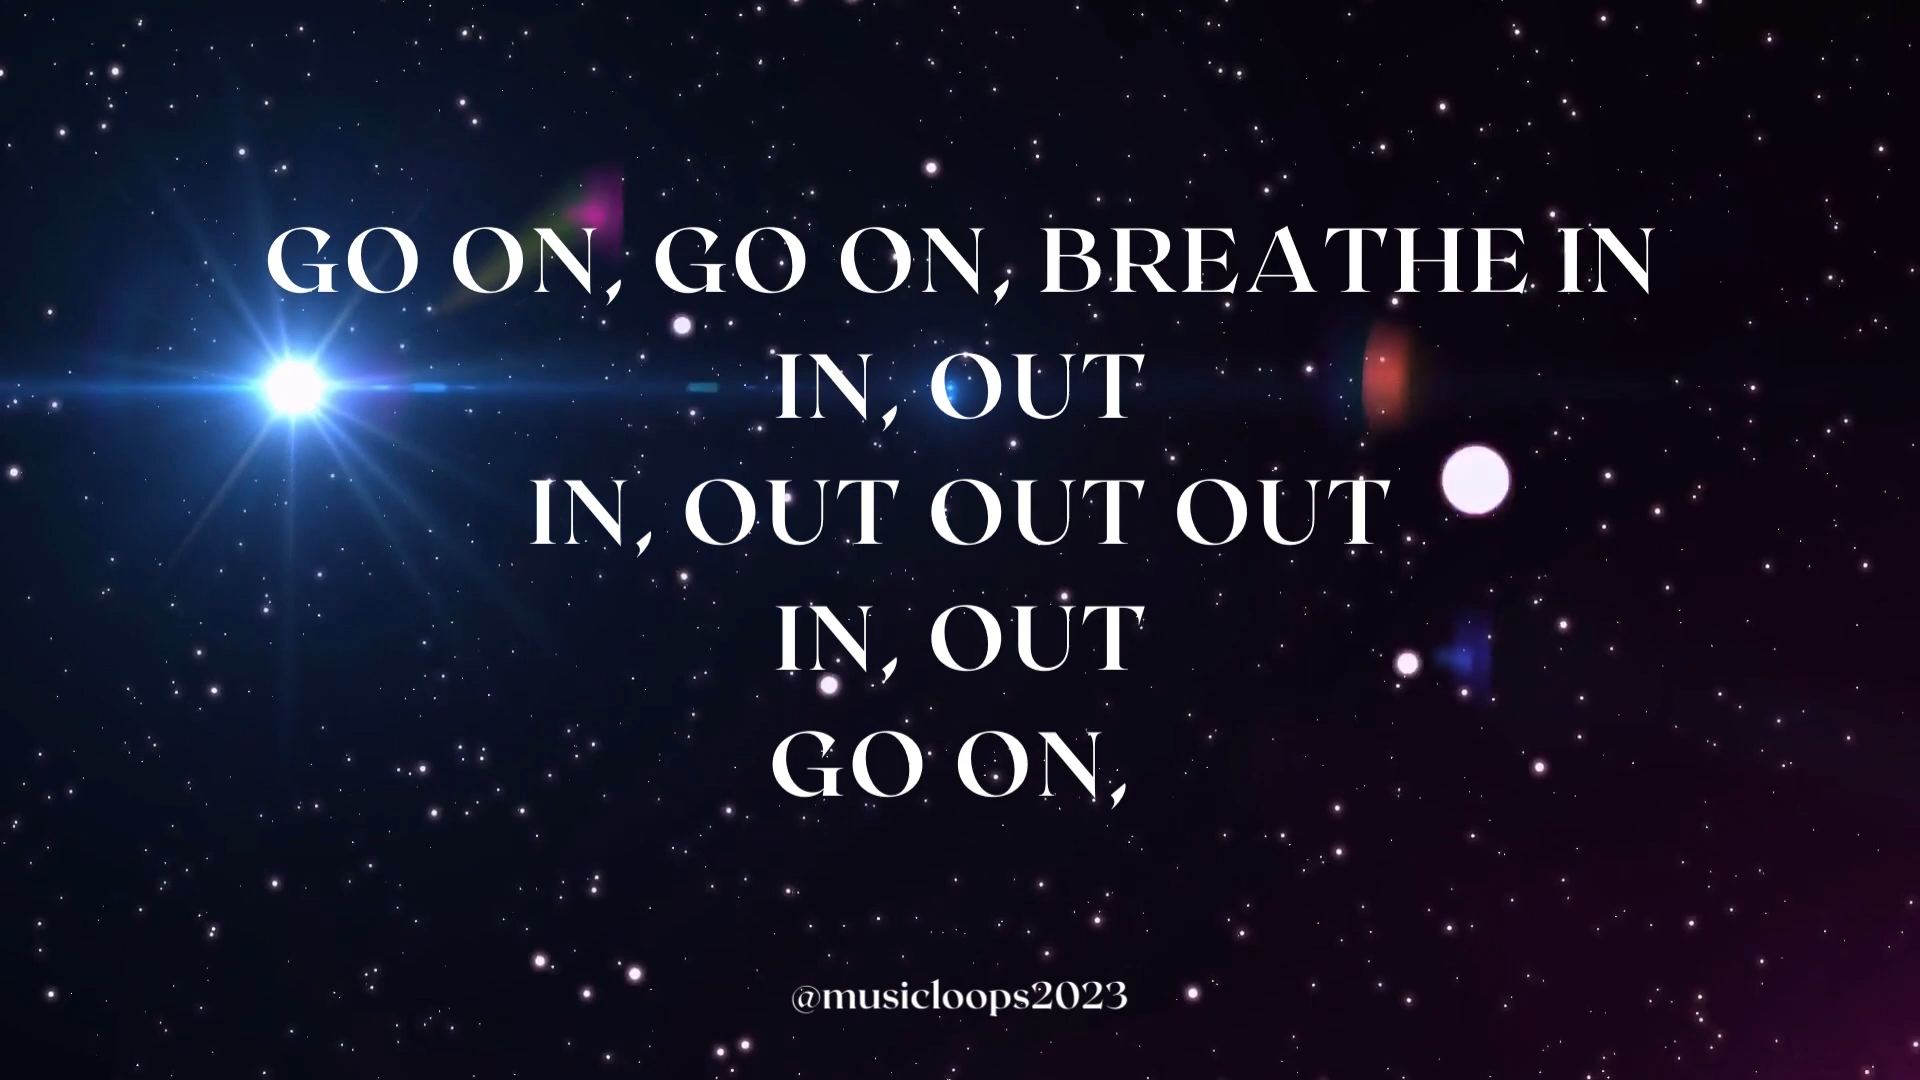 GO ON, GO ON, BREATHE IN
IN, OUT
IN, OUT OUT OUT
IN, OUT
GO ON,
@musicloops2023